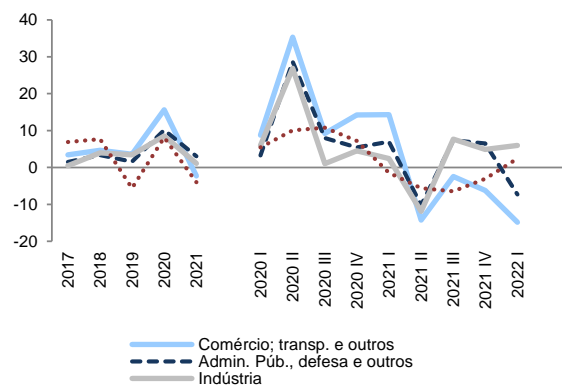 40
30
20
10
0
-10
-20
2017
2018
2019
2020
2021
2020 I
2020 II
2020 III
2020 IV
2021 I
2021 II
2021 III
2021 IV
2022 I
Comércio; transp. e outros
Admin. Púb., defesa e outros
Indústria